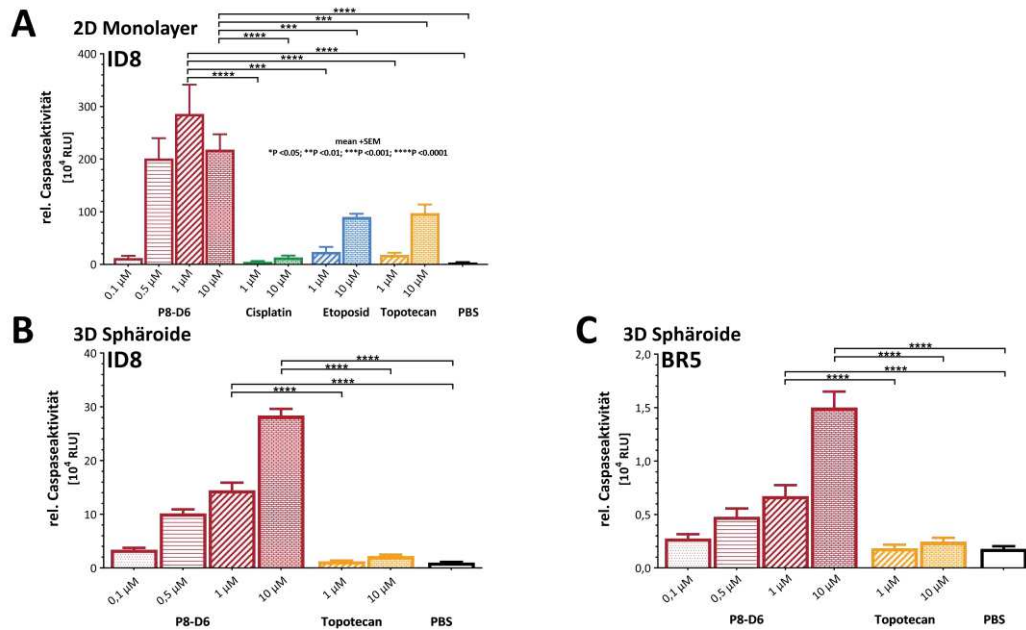 A
2D Monolayer
ID8
rel. Caspaseaktivität
[10⁴ RLU]
400
300
200
100
0
****
***
***
****
****
****
***
****
mean +SEM
*P <0.05; **P <0.01; ***P <0.001; ****P <0.0001
0.1 µM
0.5 µM
1 µM
10 µM
1 µM
10 µM
1 µM
10 µM
1 µM
10 µM
P8-D6 Cisplatin Etoposid Topotecan PBS
B
3D Sphäroide
ID8
rel. Caspaseaktivität
[10⁴ RLU]
40
30
20
10
0
****
****
****
****
0,1 µM
0,5 µM
1 µM
10 µM
1 µM
10 µM
P8-D6 Topotecan PBS
C
3D Sphäroide
BR5
rel. Caspaseaktivität
[10⁴ RLU]
2,0
1,5
1,0
0,5
0,0
****
****
****
****
0,1 µM
0,5 µM
1 µM
10 µM
1 µM
10 µM
P8-D6 Topotecan PBS